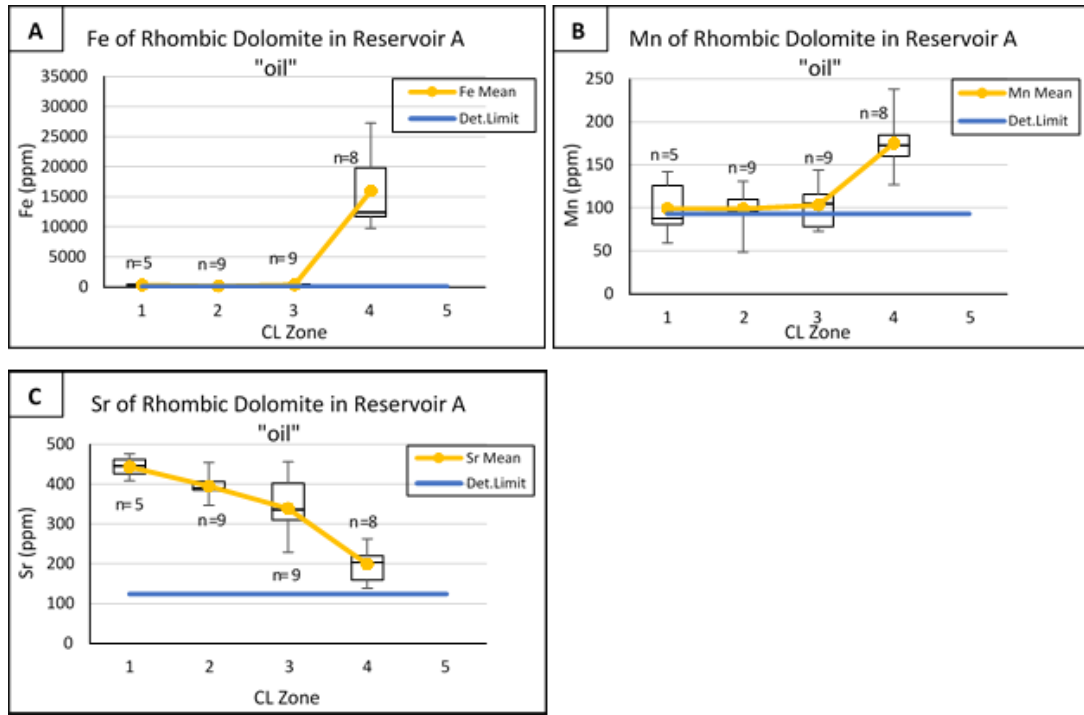 A
Fe of Rhombic Dolomite in Reservoir A
"oil"
Fe Mean
Det.Limit
35000
30000
25000
20000
15000
10000
5000
0
Fe (ppm)
n=5
n=9
n=9
n=8
1 2 3 4 5
CL Zone
B
Mn of Rhombic Dolomite in Reservoir A
"oil"
Mn Mean
Det.Limit
250
200
150
100
50
0
Mn (ppm)
n=5
n=9
n=9
n=8
1 2 3 4 5
CL Zone
C
Sr of Rhombic Dolomite in Reservoir A
"oil"
Sr Mean
Det.Limit
500
400
300
200
100
0
Sr (ppm)
n=5
n=9
n=9
n=8
1 2 3 4 5
CL Zone